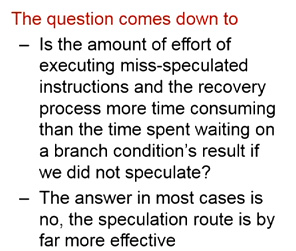 The question comes down to
– Is the amount of effort of
executing miss-speculated
instructions and the recovery
process more time consuming
than the time spent waiting on
a branch condition's result if
we did not speculate?
– The answer in most cases is
no, the speculation route is by
far more effective